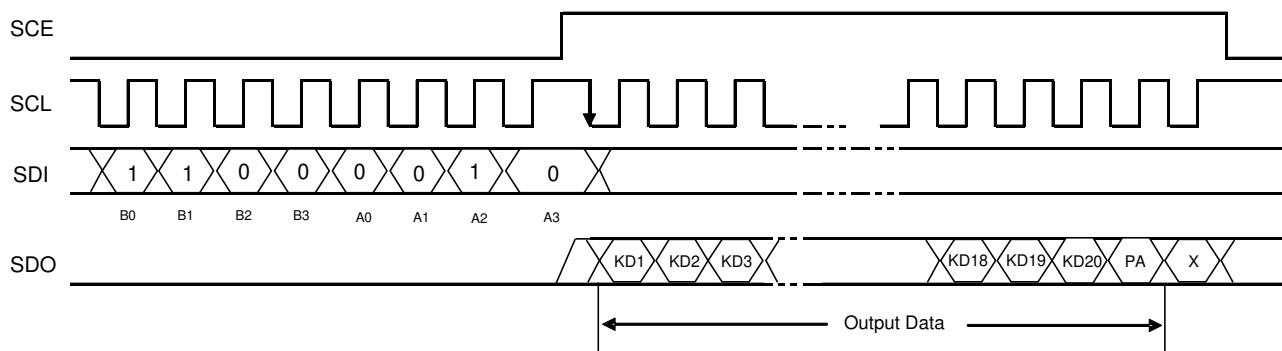 SCE
SCL
SDI 1 1 0 0 0 0 1 0
B0 B1 B2 B3 A0 A1 A2 A3
SDO KD1 KD2 KD3 KD18 KD19 KD20 PA X
Output Data